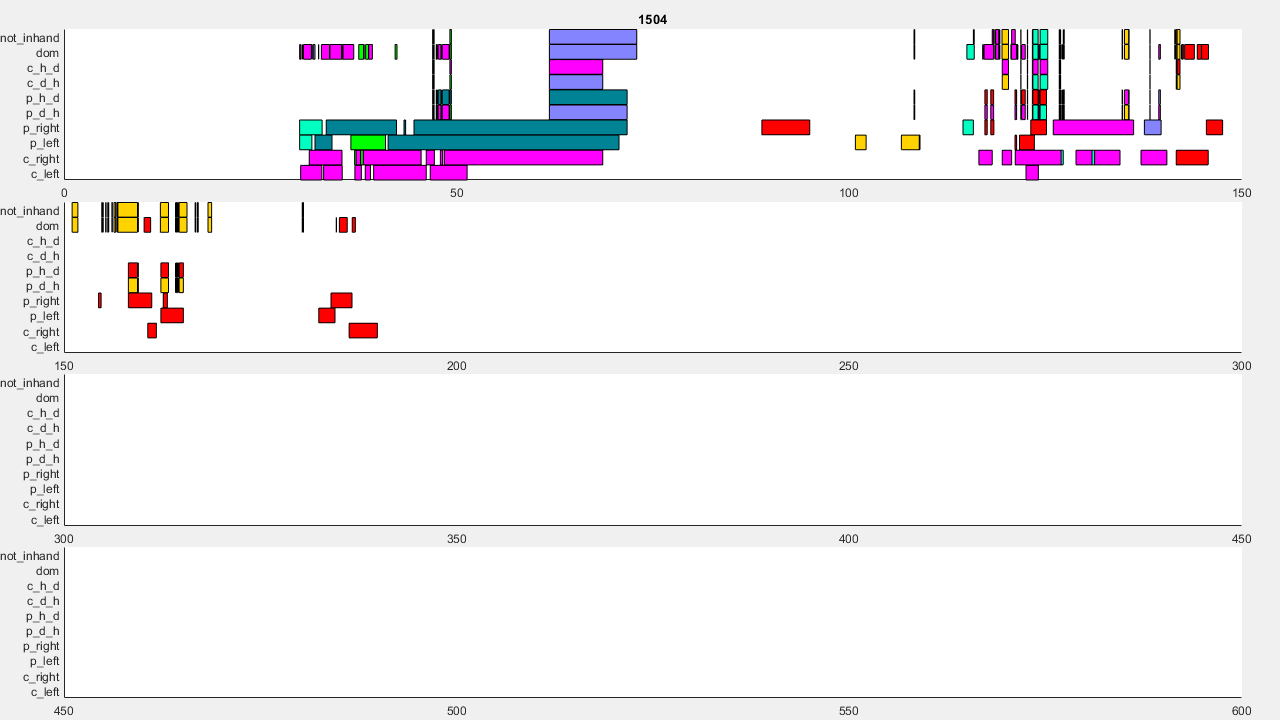 1504
not_inhand
dom
c_h_d
c_d_h
p_h_d
p_d_h
p_right
p_left
c_right
c_left
0 50 100 150
not_inhand
dom
c_h_d
c_d_h
p_h_d
p_d_h
p_right
p_left
c_right
c_left
150 200 250 300
not_inhand
dom
c_h_d
c_d_h
p_h_d
p_d_h
p_right
p_left
c_right
c_left
300 350 400 450
not_inhand
dom
c_h_d
c_d_h
p_h_d
p_d_h
p_right
p_left
c_right
c_left
450 500 550 600